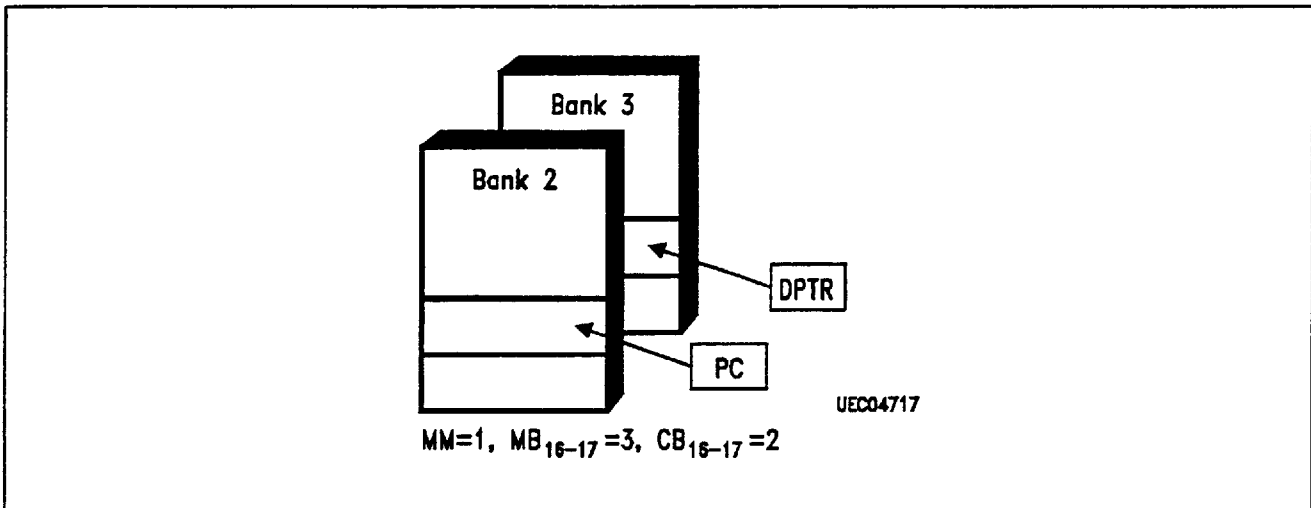 Bank 3
Bank 2
DPTR
PC
UEC04717
MM=1, MB16-17=3, CB16-17=2